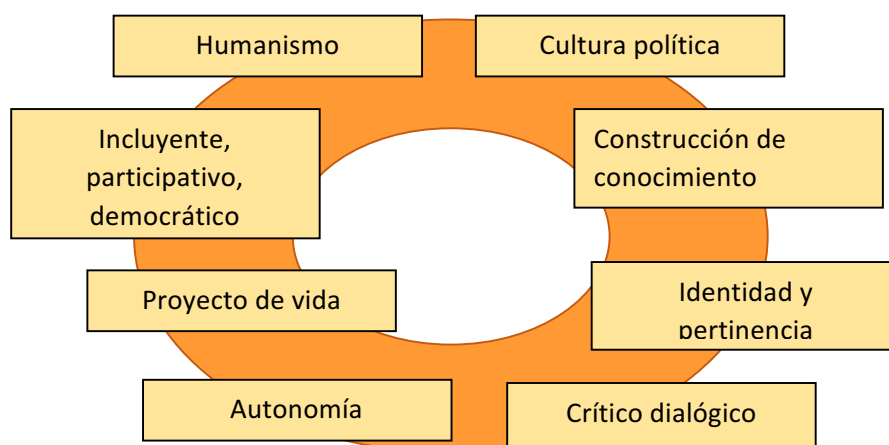 Humanismo
Cultura política
Incluyente,
participativo,
democrático
Construcción de
conocimiento
Proyecto de vida
Identidad y
pertinencia
Autonomía
Crítico dialógico